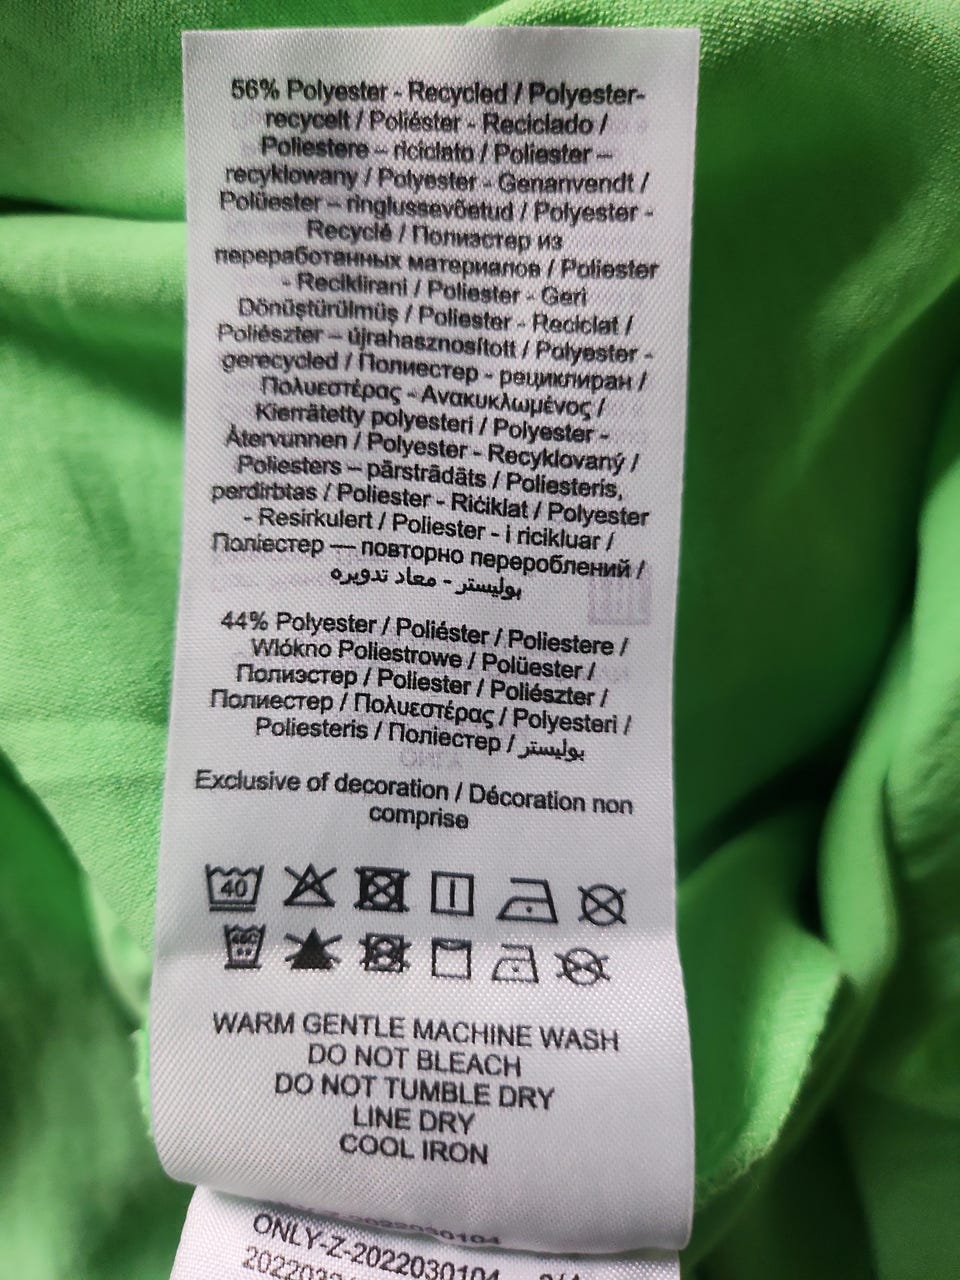 56% Polyester - Recycled / Polyester-
recycelt / Poliéster - Reciclado /
Poliestere – riciclato / Poliester –
recyklowany / Polyester - Genanvendt /
Polüester – ringlussevõetud / Polyester -
Recyclé / Полиэстер из
переработанных материалов / Poliester
- Reciklirani / Poliester - Geri
Dönüştürülmüş / Poliester - Reciclat /
Poliészter – újrahasznosított / Polyester -
gerecycled / Полиестер - рециклиран /
Πολυεστέρας - Ανακυκλωμένος /
Kierrätetty polyesteri / Polyester -
Återvunnen / Polyester - Recyklovaný /
Poliesters – pārstrādāts / Poliesteris,
perdirbtas / Poliester - Riċiklat / Polyester
- Resirkulert / Poliester - i ricikluar /
Поліестер — повторно перероблений /
بوليستر - معاد تدويره
44% Polyester / Poliéster / Poliestere /
Wlókno Poliestrowe / Polüester /
Полиэстер / Poliester / Poliészter /
Полиестер / Πολυεστέρας / Polyesteri /
Poliesteris / Поліестер / بوليستر
Exclusive of decoration / Décoration non
comprise
40
WARM GENTLE MACHINE WASH
DO NOT BLEACH
DO NOT TUMBLE DRY
LINE DRY
COOL IRON
ONLY-Z-2022030104